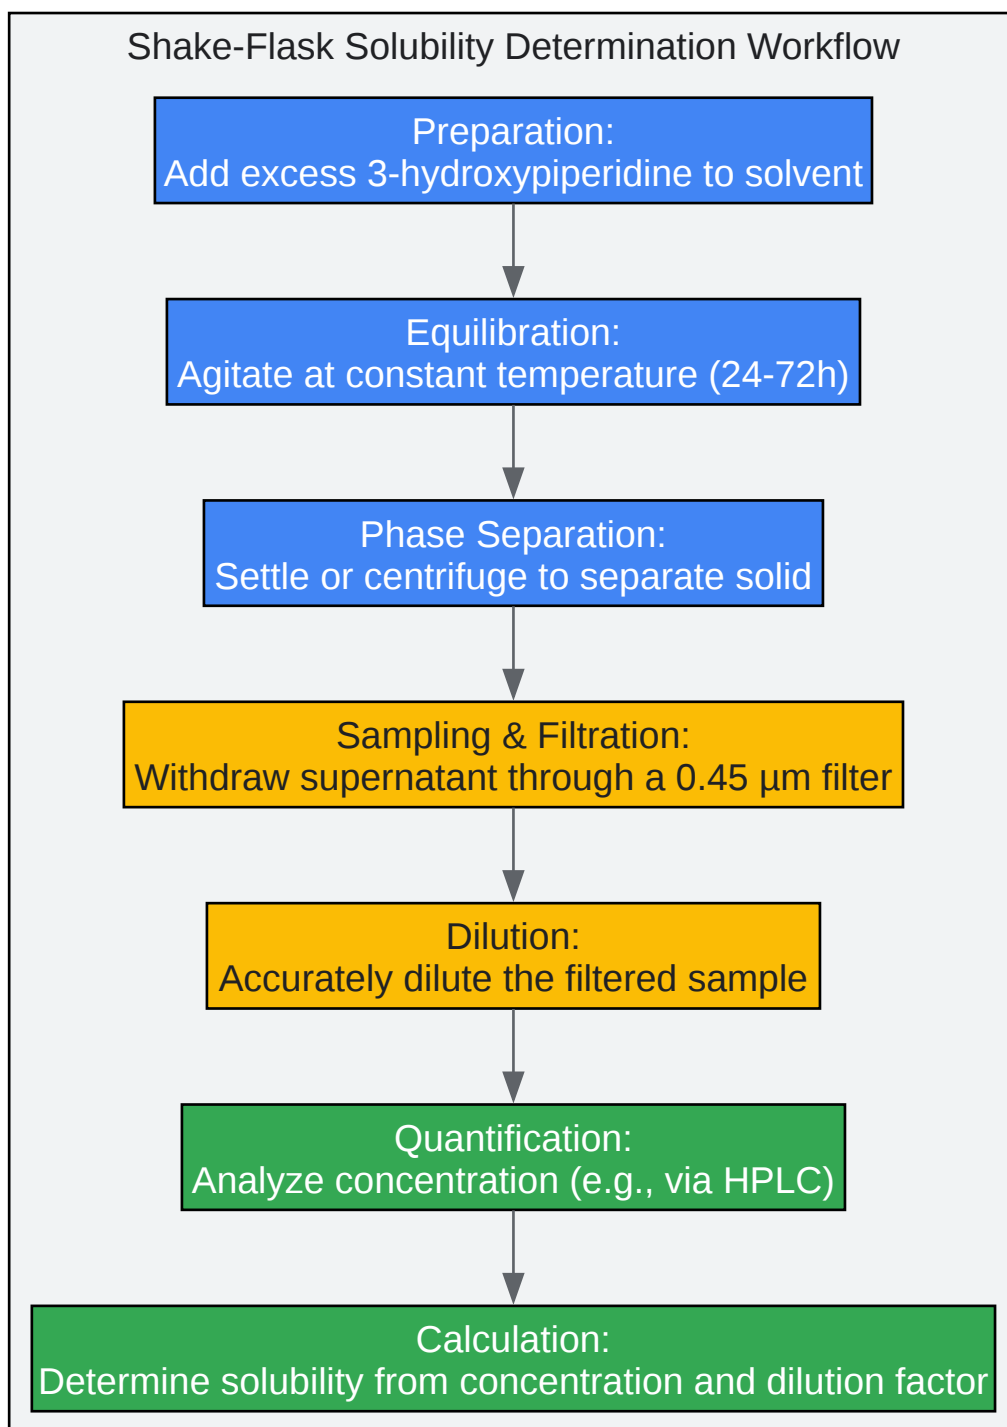 Shake-Flask Solubility Determination Workflow
Preparation:
Add excess 3-hydroxypiperidine to solvent
Equilibration:
Agitate at constant temperature (24-72h)
Phase Separation:
Settle or centrifuge to separate solid
Sampling & Filtration:
Withdraw supernatant through a 0.45 µm filter
Dilution:
Accurately dilute the filtered sample
Quantification:
Analyze concentration (e.g., via HPLC)
Calculation:
Determine solubility from concentration and dilution factor